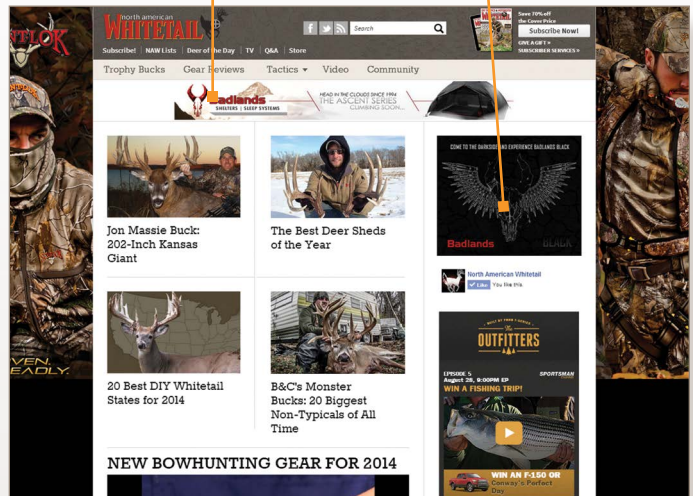 north american
WHITETAIL
Search
Save 70% off
the Cover Price
Subscribe Now!
GIVE A GIFT »
SUBSCRIBER SERVICES »
Subscribe! | NAW Lists | Deer of the Day | TV | Q&A | Store
Trophy Bucks Gear Reviews Tactics Video Community
Badlands
SHELTERS | SLEEP SYSTEMS
HEAD IN THE CLOUDS SINCE 1994
THE ASCENT SERIES
CLIMBING SOON...
COME TO THE DARKSIDE AND EXPERIENCE BADLANDS BLACK
Badlands BLACK
Jon Massie Buck:
202-Inch Kansas
Giant
The Best Deer Sheds
of the Year
North American Whitetail
Like You like this.
20 Best DIY Whitetail
States for 2014
B&C's Monster
Bucks: 20 Biggest
Non-Typicals of All
Time
The
OUTFITTERS
EPISODE 5
August 28, 9:00PM EP
SPORTSMAN
WIN A FISHING TRIP!
WIN AN F-150 OR
Conway's Perfect
Day
NEW BOWHUNTING GEAR FOR 2014